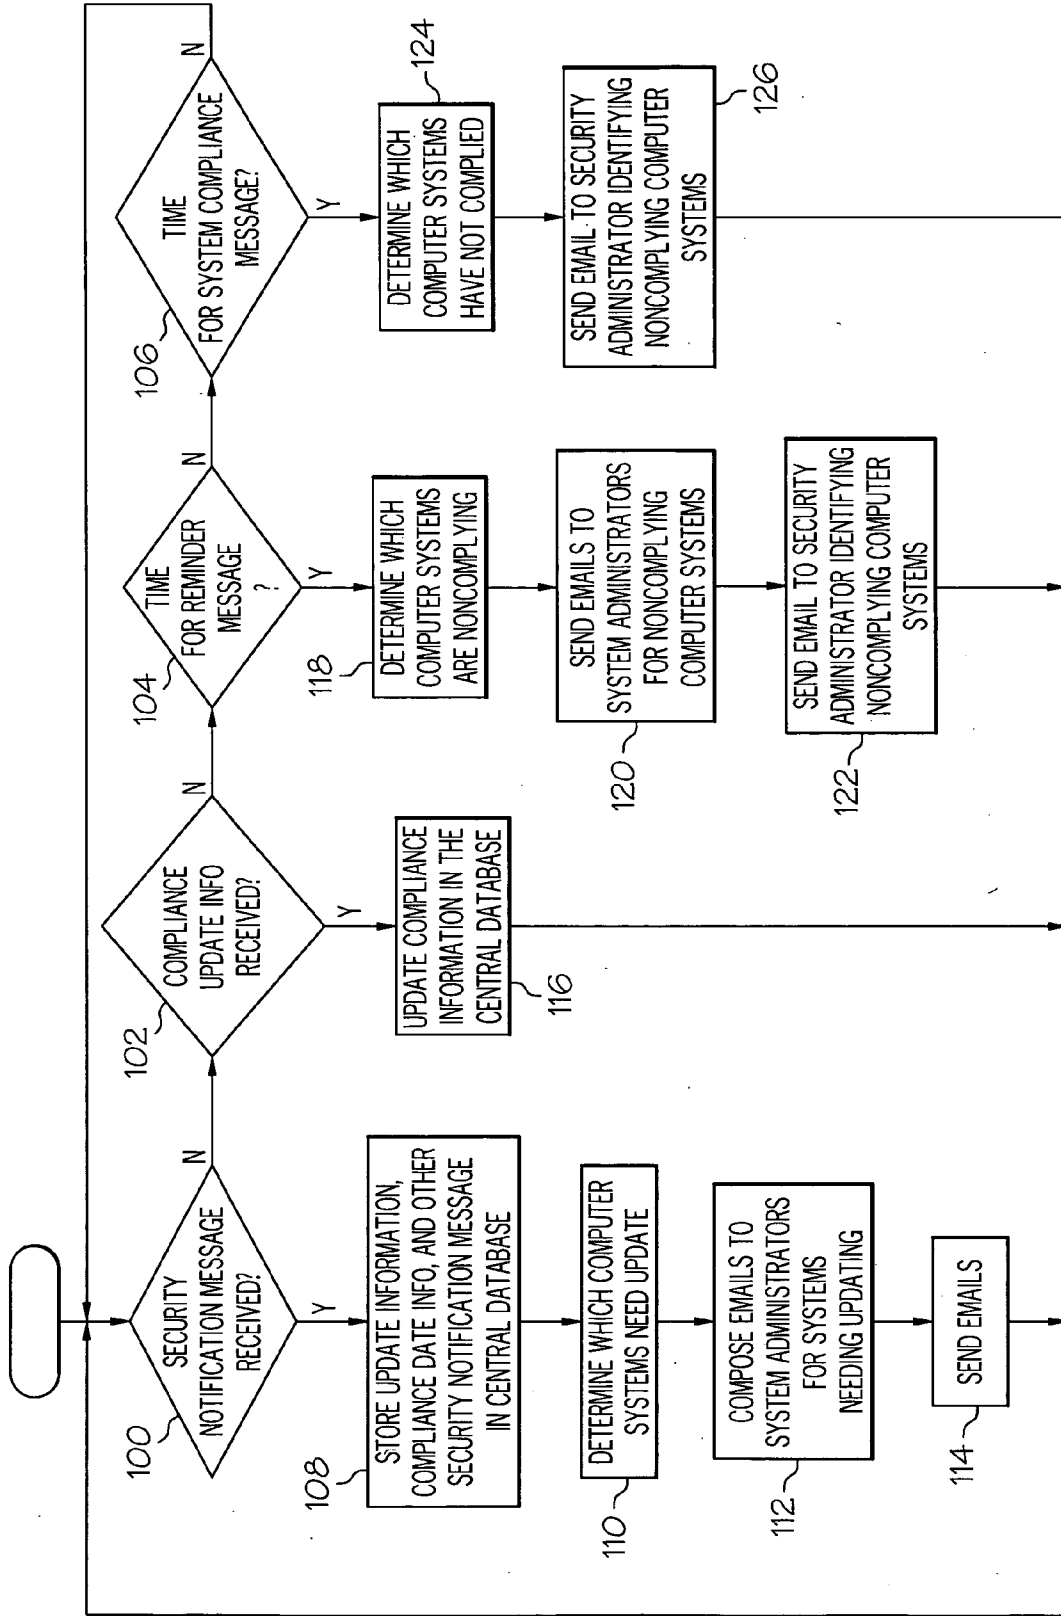 100
SECURITY
NOTIFICATION MESSAGE
RECEIVED?
N
Y
108
STORE UPDATE INFORMATION,
COMPLIANCE DATE INFO, AND OTHER
SECURITY NOTIFICATION MESSAGE
IN CENTRAL DATABASE
110
DETERMINE WHICH COMPUTER
SYSTEMS NEED UPDATE
112
COMPOSE EMAILS TO
SYSTEM ADMINISTRATORS
FOR SYSTEMS
NEEDING UPDATING
114
SEND EMAILS
102
COMPLIANCE
UPDATE INFO
RECEIVED?
N
Y
UPDATE COMPLIANCE
INFORMATION IN THE
CENTRAL DATABASE
116
104
TIME
FOR REMINDER
MESSAGE
?
N
Y
118
DETERMINE WHICH
COMPUTER SYSTEMS
ARE NONCOMPLYING
120
SEND EMAILS TO
SYSTEM ADMINISTRATORS
FOR NONCOMPLYING
COMPUTER SYSTEMS
122
SEND EMAIL TO SECURITY
ADMINISTRATOR IDENTIFYING
NONCOMPLYING COMPUTER
SYSTEMS
106
TIME
FOR SYSTEM COMPLIANCE
MESSAGE?
N
Y
124
DETERMINE WHICH
COMPUTER SYSTEMS
HAVE NOT COMPLIED
SEND EMAIL TO SECURITY
ADMINISTRATOR IDENTIFYING
NONCOMPLYING COMPUTER
SYSTEMS
126